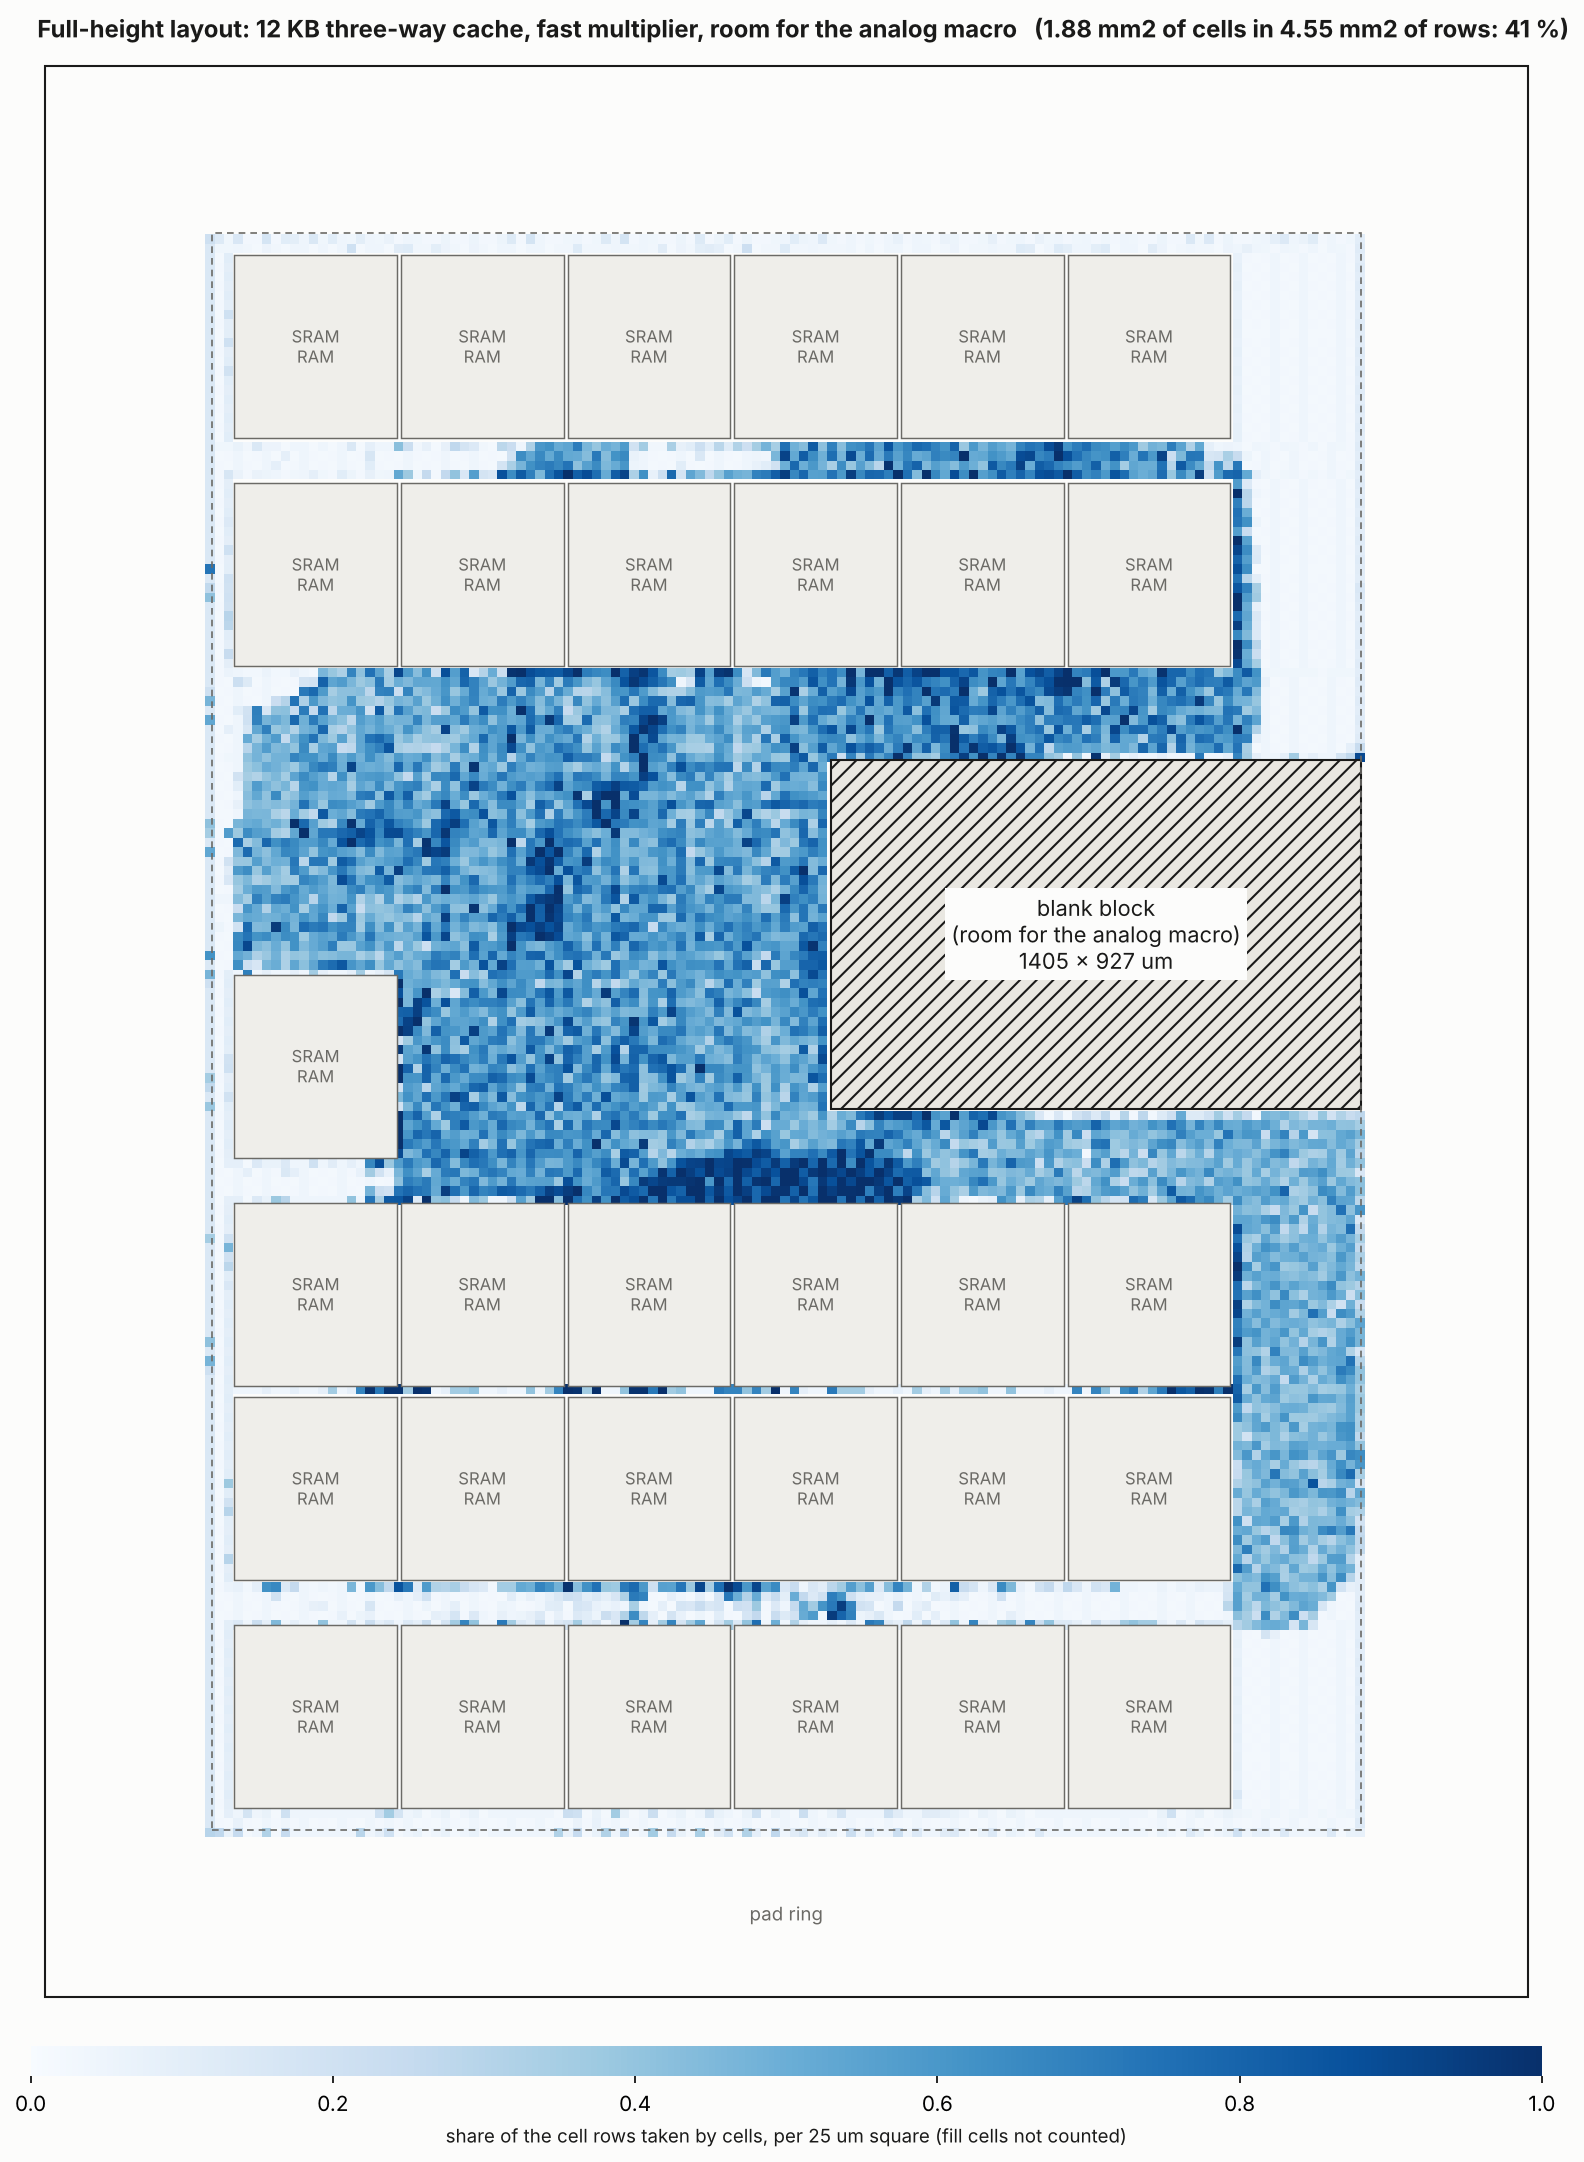 Full-height layout: 12 KB three-way cache, fast multiplier, room for the analog macro (1.88 mm2 of cells in 4.55 mm2 of rows: 41 %)
SRAM SRAM SRAM SRAM SRAM SRAM
RAM RAM RAM RAM RAM RAM
SRAM SRAM SRAM SRAM SRAM SRAM
RAM RAM RAM RAM RAM RAM
blank block
(room for the analog macro)
1405 × 927 um
SRAM
RAM
SRAM SRAM SRAM SRAM SRAM SRAM
RAM RAM RAM RAM RAM RAM
SRAM SRAM SRAM SRAM SRAM SRAM
RAM RAM RAM RAM RAM RAM
SRAM SRAM SRAM SRAM SRAM SRAM
RAM RAM RAM RAM RAM RAM
pad ring
0.0 0.2 0.4 0.6 0.8 1.0
share of the cell rows taken by cells, per 25 um square (fill cells not counted)